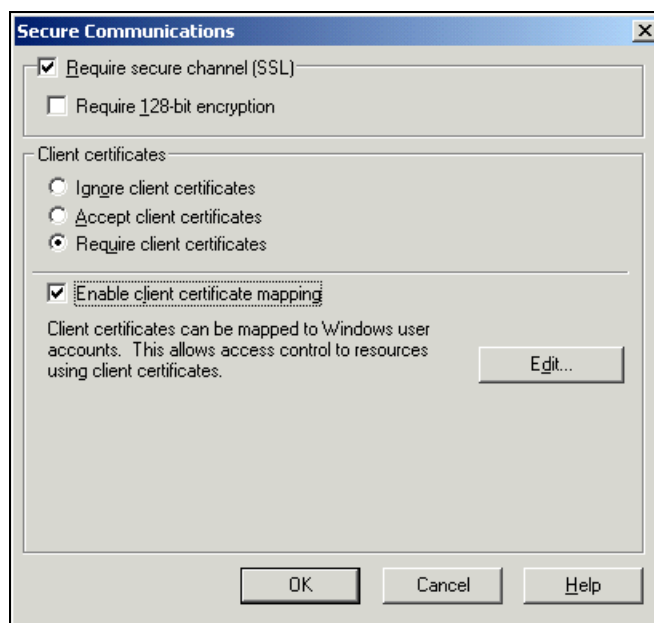 Secure Communications
Require secure channel (SSL)
Require 128-bit encryption
Client certificates
Ignore client certificates
Accept client certificates
Require client certificates
Enable client certificate mapping
Client certificates can be mapped to Windows user
accounts. This allows access control to resources
using client certificates.
Edit...
OK
Cancel
Help